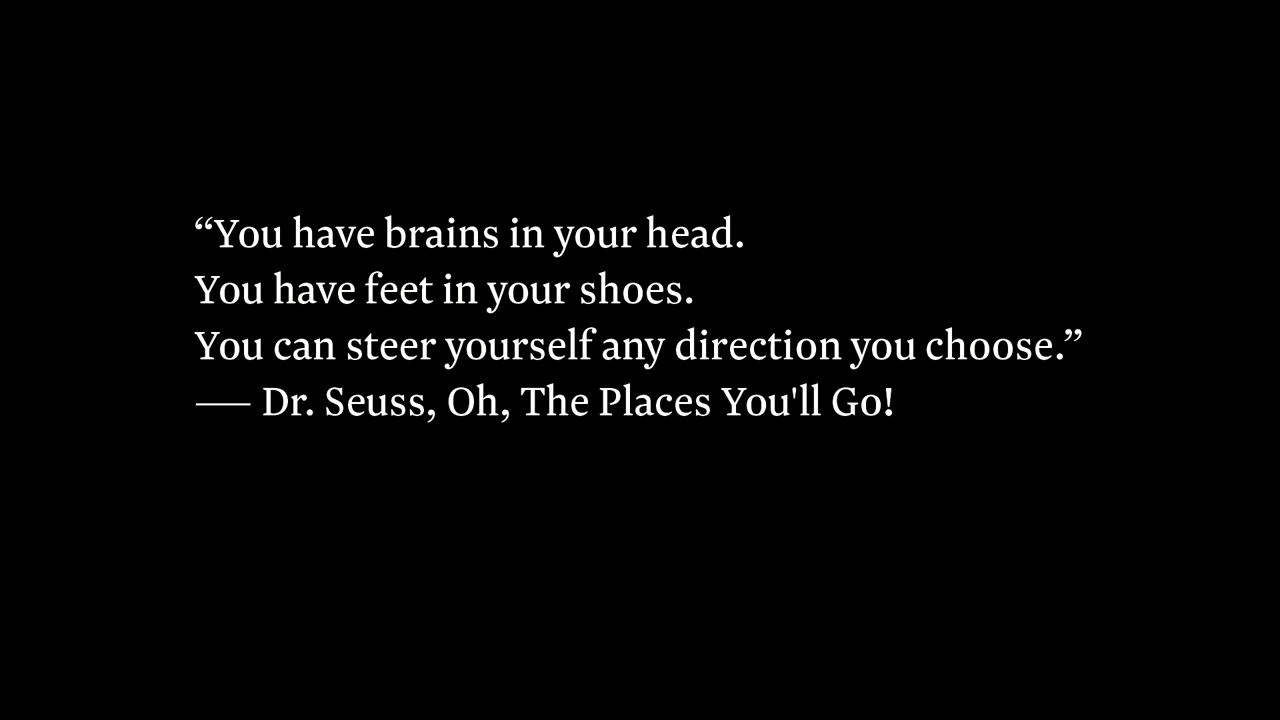 “You have brains in your head.
You have feet in your shoes.
You can steer yourself any direction you choose.”
— Dr. Seuss, Oh, The Places You'll Go!